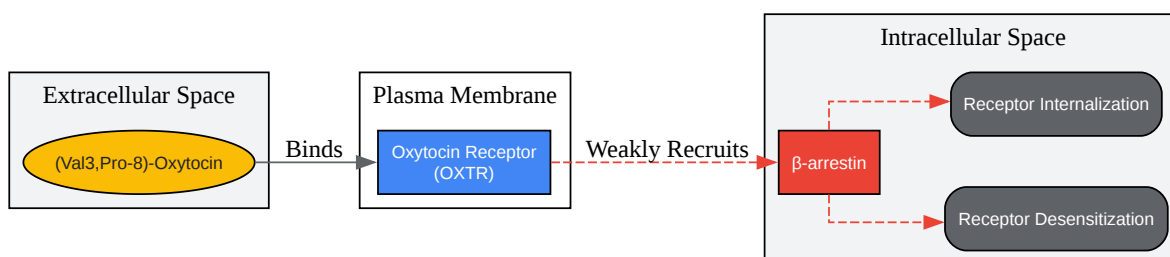 Extracellular Space
(Val3,Pro-8)-Oxytocin
Binds
Plasma Membrane
Oxytocin Receptor
(OXTR)
Weakly Recruits
Intracellular Space
β-arrestin
Receptor Internalization
Receptor Desensitization